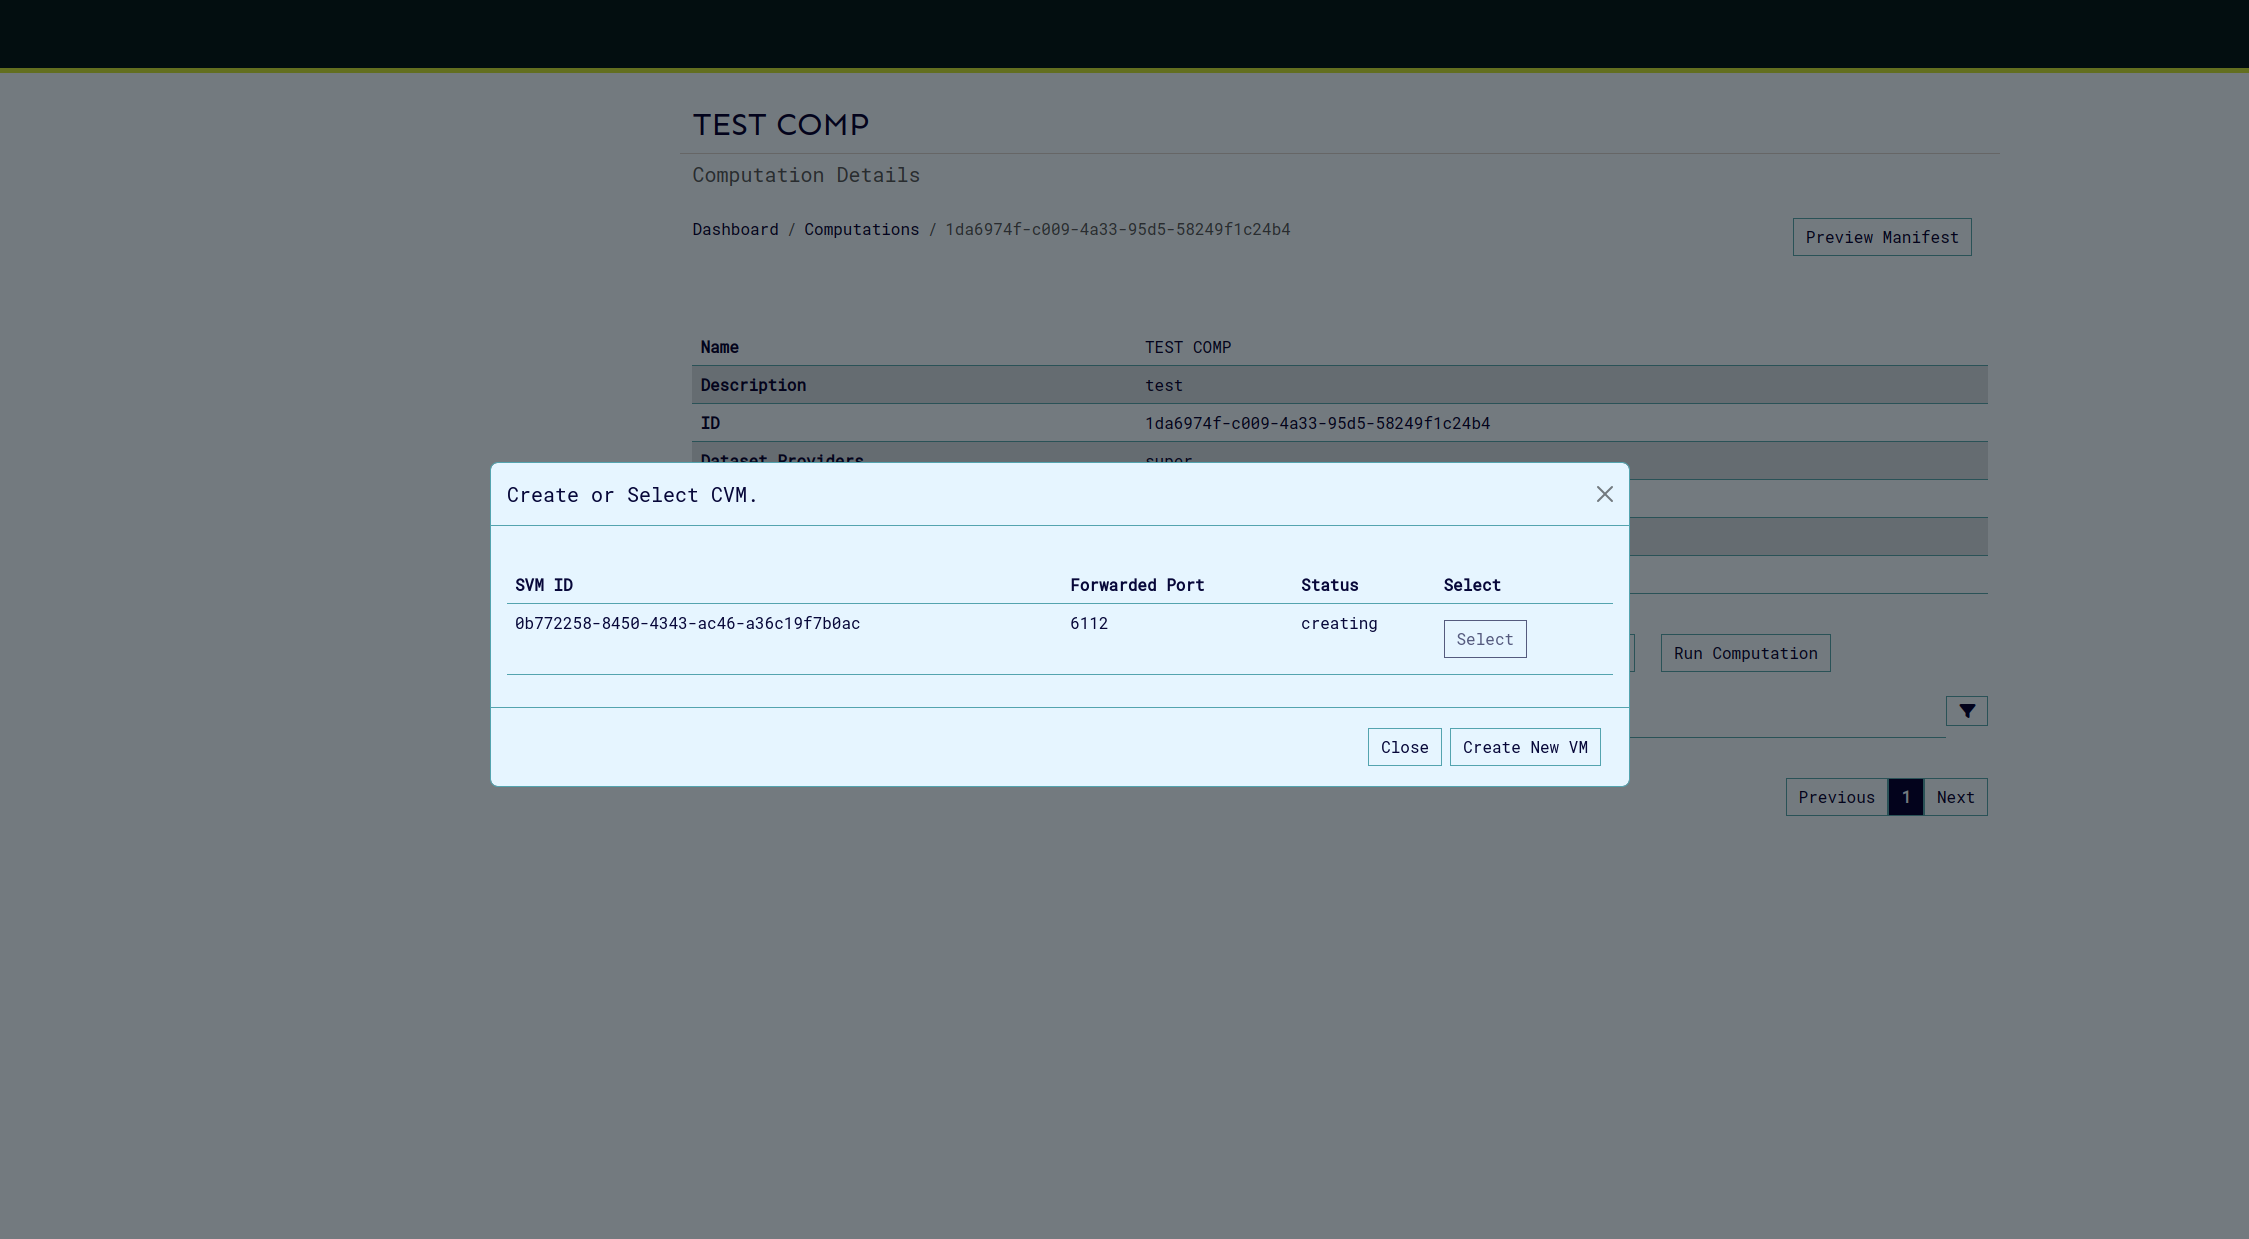 TEST COMP
Computation Details
Dashboard / Computations / 1da6974f-c009-4a33-95d5-58249f1c24b4
Preview Manifest
Name TEST COMP
Description test
ID 1da6974f-c009-4a33-95d5-58249f1c24b4
Dataset Providers super
Create or Select CVM.
SVM ID Forwarded Port Status Select
0b772258-8450-4343-ac46-a36c19f7b0ac 6112 creating Select
Run Computation
Close Create New VM
Previous 1 Next